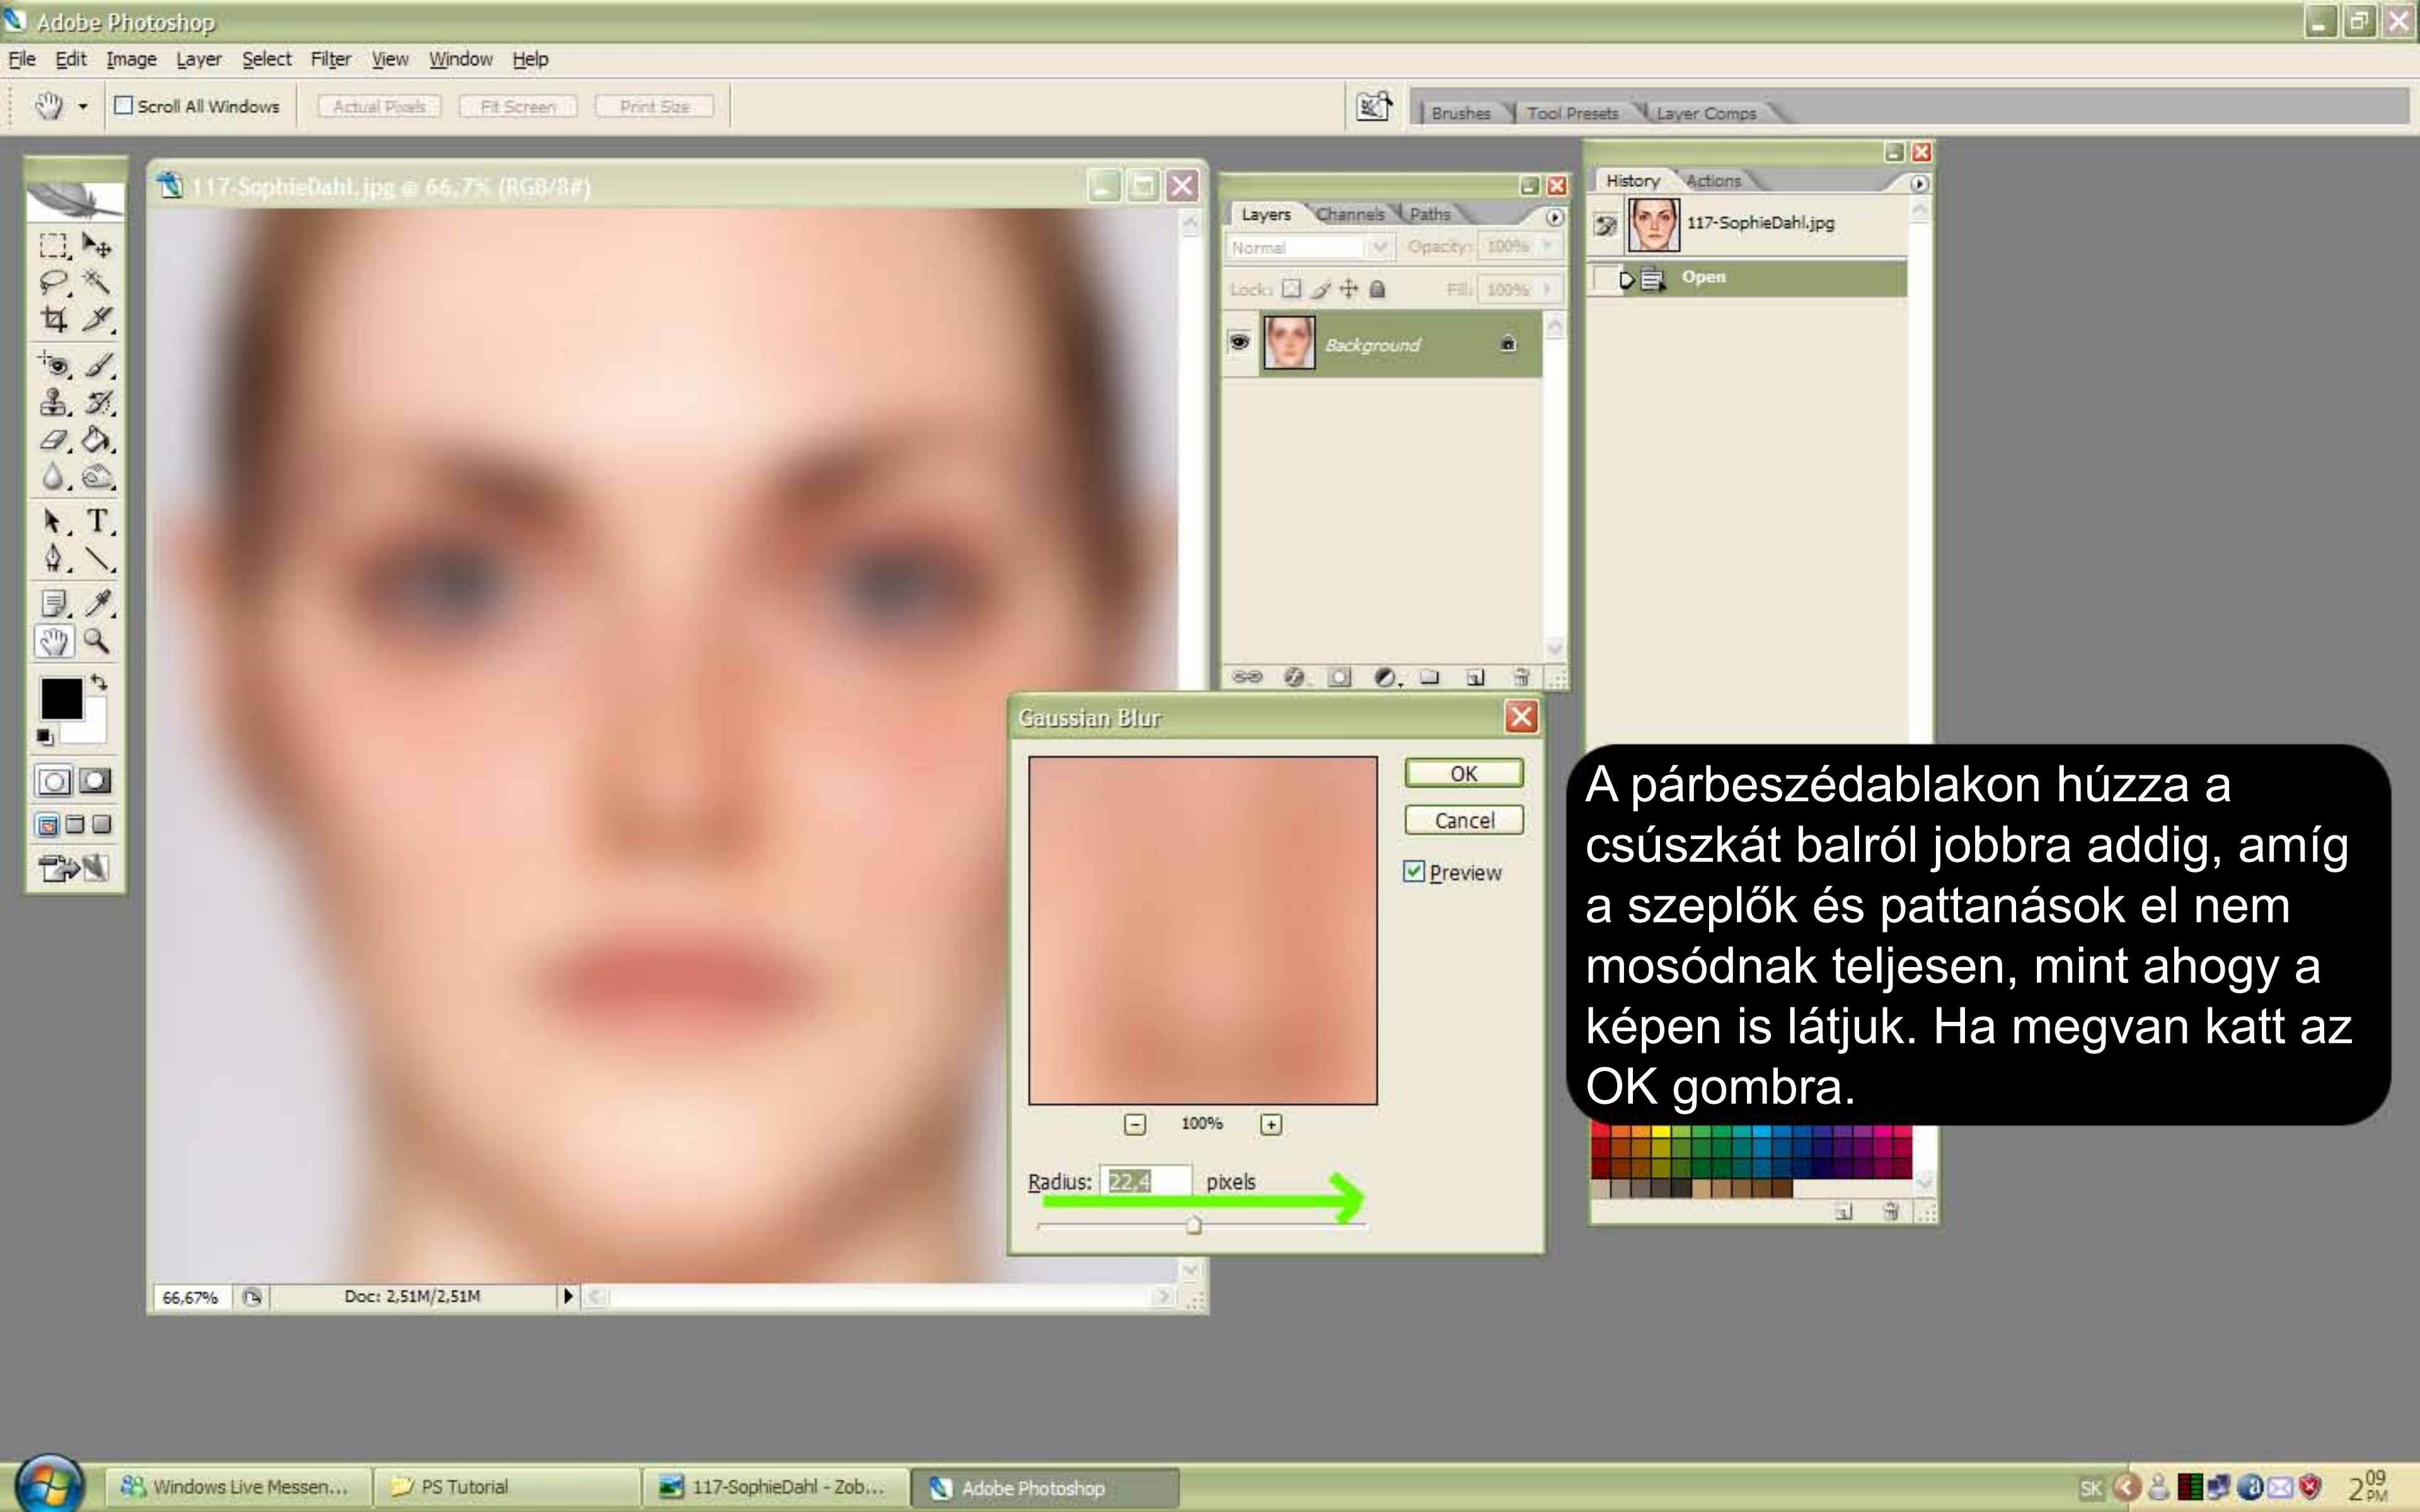 Adobe Photoshop
File Edit Image Layer Select Filter View Window Help
Scroll All Windows Actual Pixels Fit Screen Print Size
Brushes Tool Presets Layer Comps
117-SophieDahl.jpg @ 66,7% (RGB/8#)
Layers Channels Paths
Normal Opacity: 100%
Lock: Fill: 100%
Background
History Actions
117-SophieDahl.jpg
Open
Gaussian Blur
OK
Cancel
Preview
100%
Radius: 22,4 pixels
A párbeszédablakon húzza a
csúszkát balról jobbra addig, amíg
a szeplők és pattanások el nem
mosódnak teljesen, mint ahogy a
képen is látjuk. Ha megvan katt az
OK gombra.
66,67% Doc: 2,51M/2,51M
Windows Live Messen... PS Tutorial 117-SophieDahl - Zob... Adobe Photoshop
SK 2 09 PM